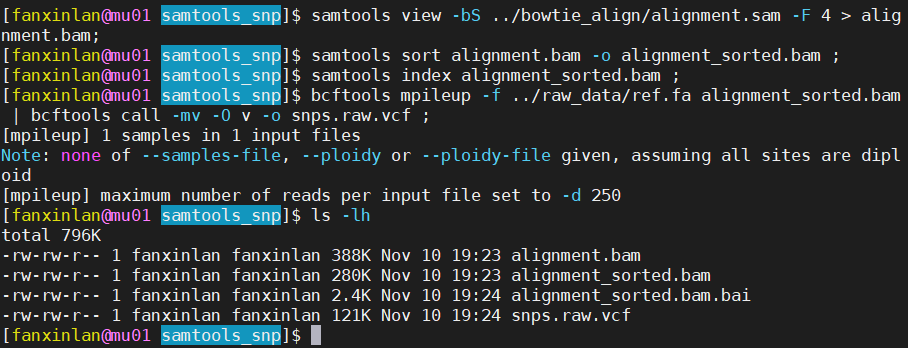 [fanxinlan@mu01 samtools_snp]$ samtools view -bS ../bowtie_align/alignment.sam -F 4 > alig
nment.bam;
[fanxinlan@mu01 samtools_snp]$ samtools sort alignment.bam -o alignment_sorted.bam ;
[fanxinlan@mu01 samtools_snp]$ samtools index alignment_sorted.bam ;
[fanxinlan@mu01 samtools_snp]$ bcftools mpileup -f ../raw_data/ref.fa alignment_sorted.bam
 | bcftools call -mv -O v -o snps.raw.vcf ;
[mpileup] 1 samples in 1 input files
Note: none of --samples-file, --ploidy or --ploidy-file given, assuming all sites are dipl
oid
[mpileup] maximum number of reads per input file set to -d 250
[fanxinlan@mu01 samtools_snp]$ ls -lh
total 796K
-rw-rw-r-- 1 fanxinlan fanxinlan 388K Nov 10 19:23 alignment.bam
-rw-rw-r-- 1 fanxinlan fanxinlan 280K Nov 10 19:23 alignment_sorted.bam
-rw-rw-r-- 1 fanxinlan fanxinlan 2.4K Nov 10 19:24 alignment_sorted.bam.bai
-rw-rw-r-- 1 fanxinlan fanxinlan 121K Nov 10 19:24 snps.raw.vcf
[fanxinlan@mu01 samtools_snp]$